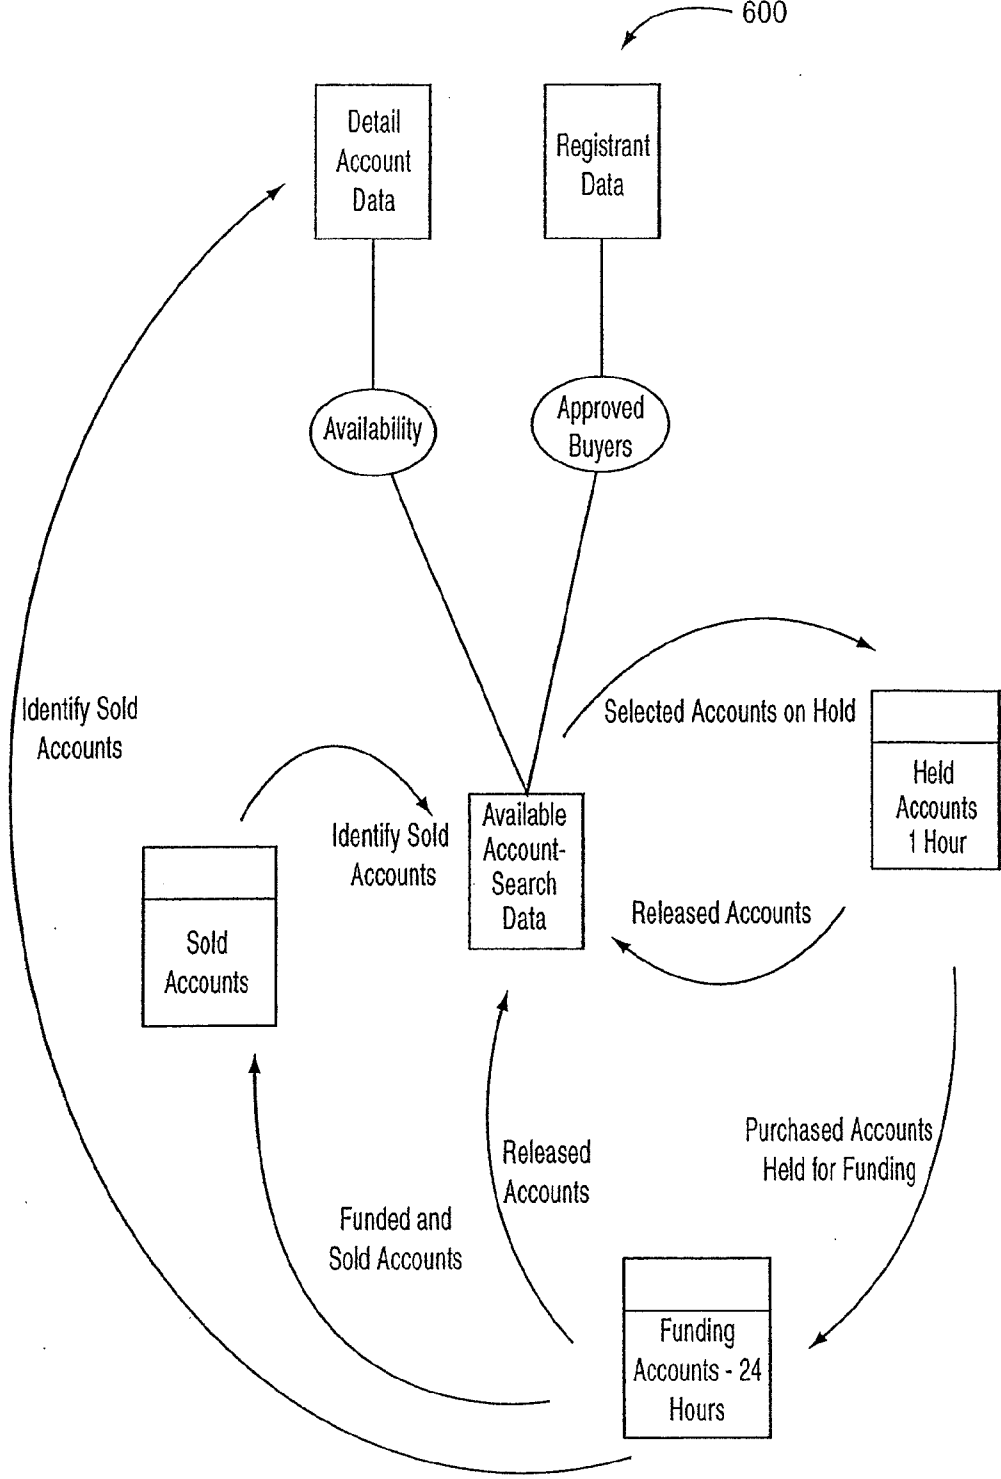 600
Detail
Account
Data
Registrant
Data
Availability
Approved
Buyers
Identify Sold
Accounts
Selected Accounts on Hold
Held
Accounts
1 Hour
Identify Sold
Accounts
Available
Account-
Search
Data
Sold
Accounts
Released Accounts
Purchased Accounts
Held for Funding
Released
Accounts
Funded and
Sold Accounts
Funding
Accounts - 24
Hours